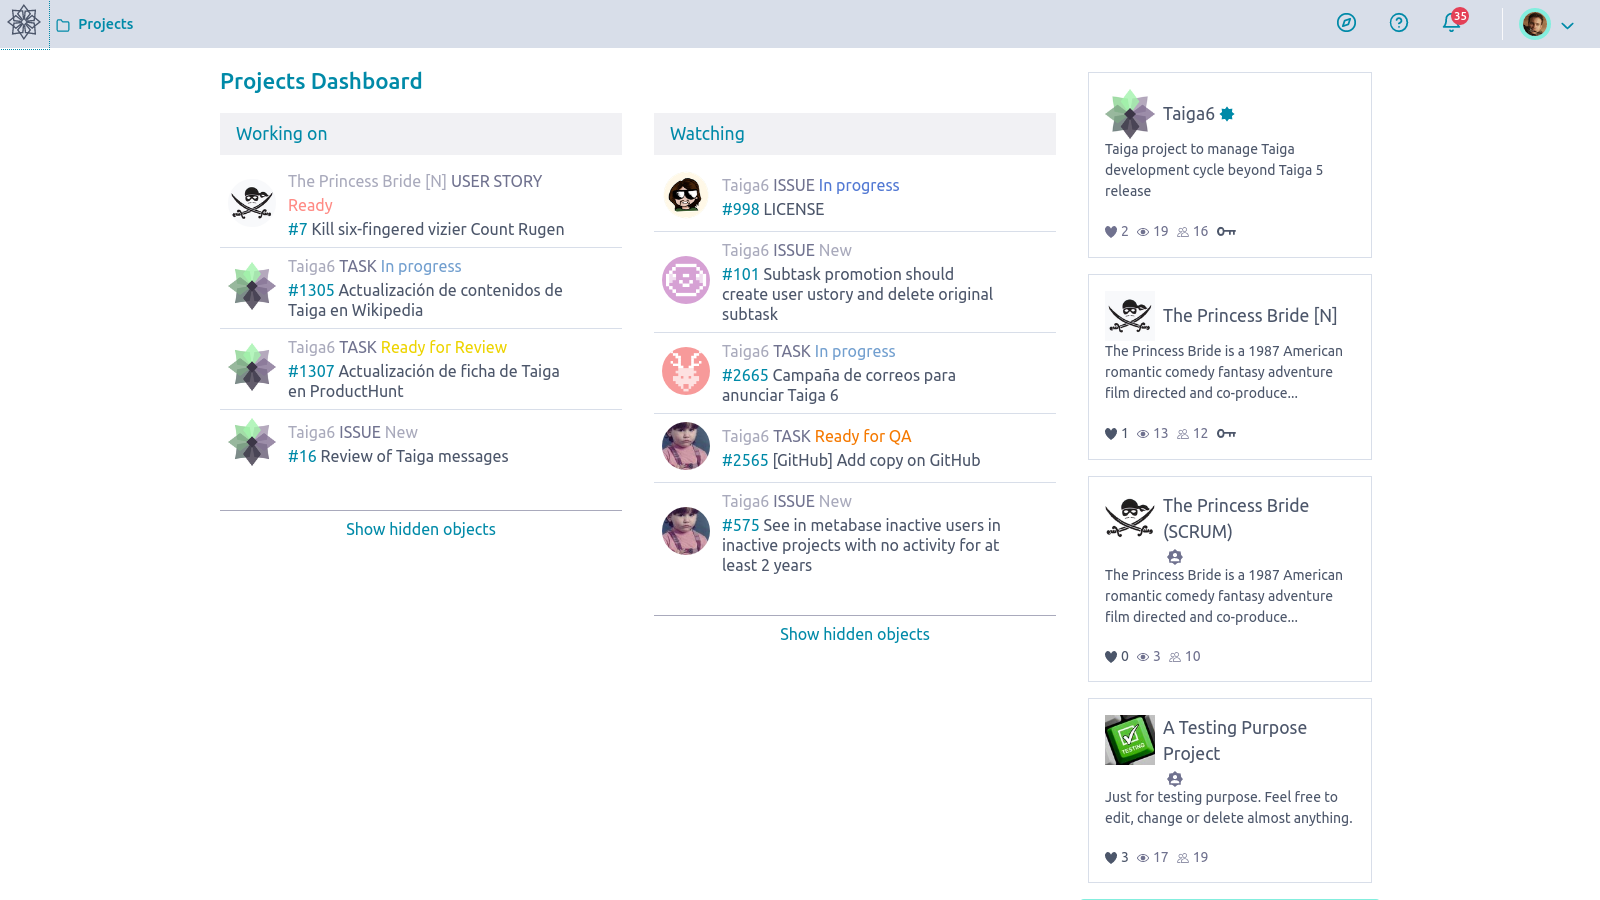 Projects
35
Projects Dashboard
Working on
The Princess Bride [N] USER STORY
Ready
#7 Kill six-fingered vizier Count Rugen
Taiga6 TASK In progress
#1305 Actualización de contenidos de
Taiga en Wikipedia
Taiga6 TASK Ready for Review
#1307 Actualización de ficha de Taiga
en ProductHunt
Taiga6 ISSUE New
#16 Review of Taiga messages
Show hidden objects
Watching
Taiga6 ISSUE In progress
#998 LICENSE
Taiga6 ISSUE New
#101 Subtask promotion should
create user ustory and delete original
subtask
Taiga6 TASK In progress
#2665 Campaña de correos para
anunciar Taiga 6
Taiga6 TASK Ready for QA
#2565 [GitHub] Add copy on GitHub
Taiga6 ISSUE New
#575 See in metabase inactive users in
inactive projects with no activity for at
least 2 years
Show hidden objects
Taiga6
Taiga project to manage Taiga
development cycle beyond Taiga 5
release
2 19 16
The Princess Bride [N]
The Princess Bride is a 1987 American
romantic comedy fantasy adventure
film directed and co-produce...
1 13 12
The Princess Bride
(SCRUM)
The Princess Bride is a 1987 American
romantic comedy fantasy adventure
film directed and co-produce...
0 3 10
TESTING
A Testing Purpose
Project
Just for testing purpose. Feel free to
edit, change or delete almost anything.
3 17 19